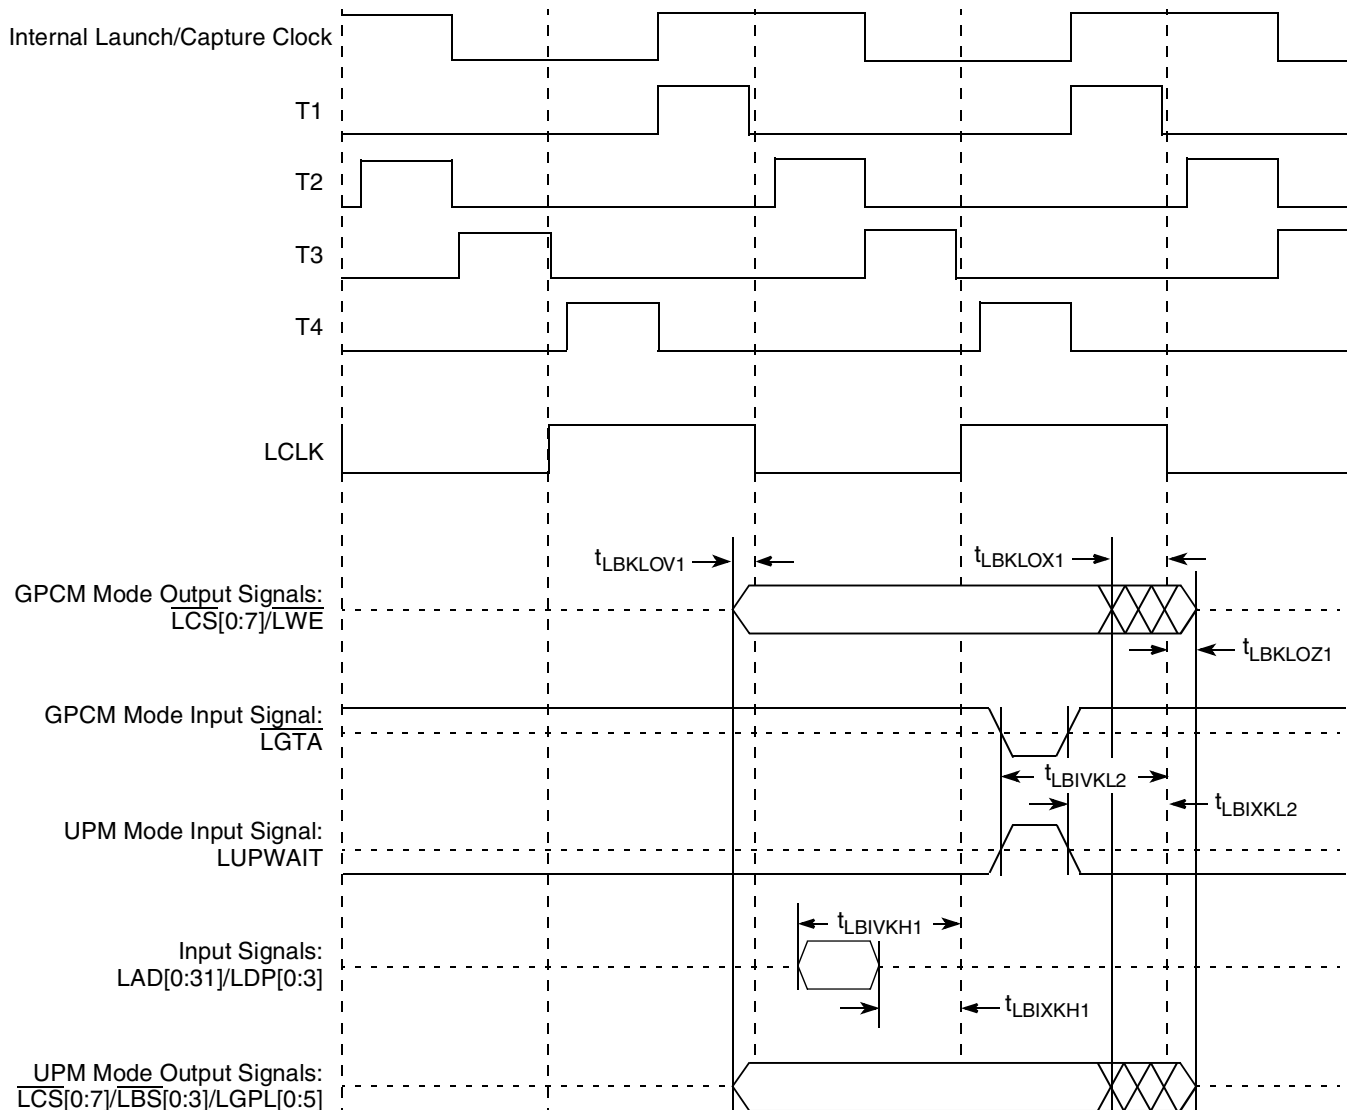 Internal Launch/Capture Clock
T1
T2
T3
T4
LCLK
tLBKLOV1
tLBKLOX1
GPCM Mode Output Signals:
LCS[0:7]/LWE
tLBKLOZ1
GPCM Mode Input Signal:
LGTA
tLBIVKL2
tLBIXKL2
UPM Mode Input Signal:
LUPWAIT
tLBIVKH1
Input Signals:
LAD[0:31]/LDP[0:3]
tLBIXKH1
UPM Mode Output Signals:
LCS[0:7]/LBS[0:3]/LGPL[0:5]